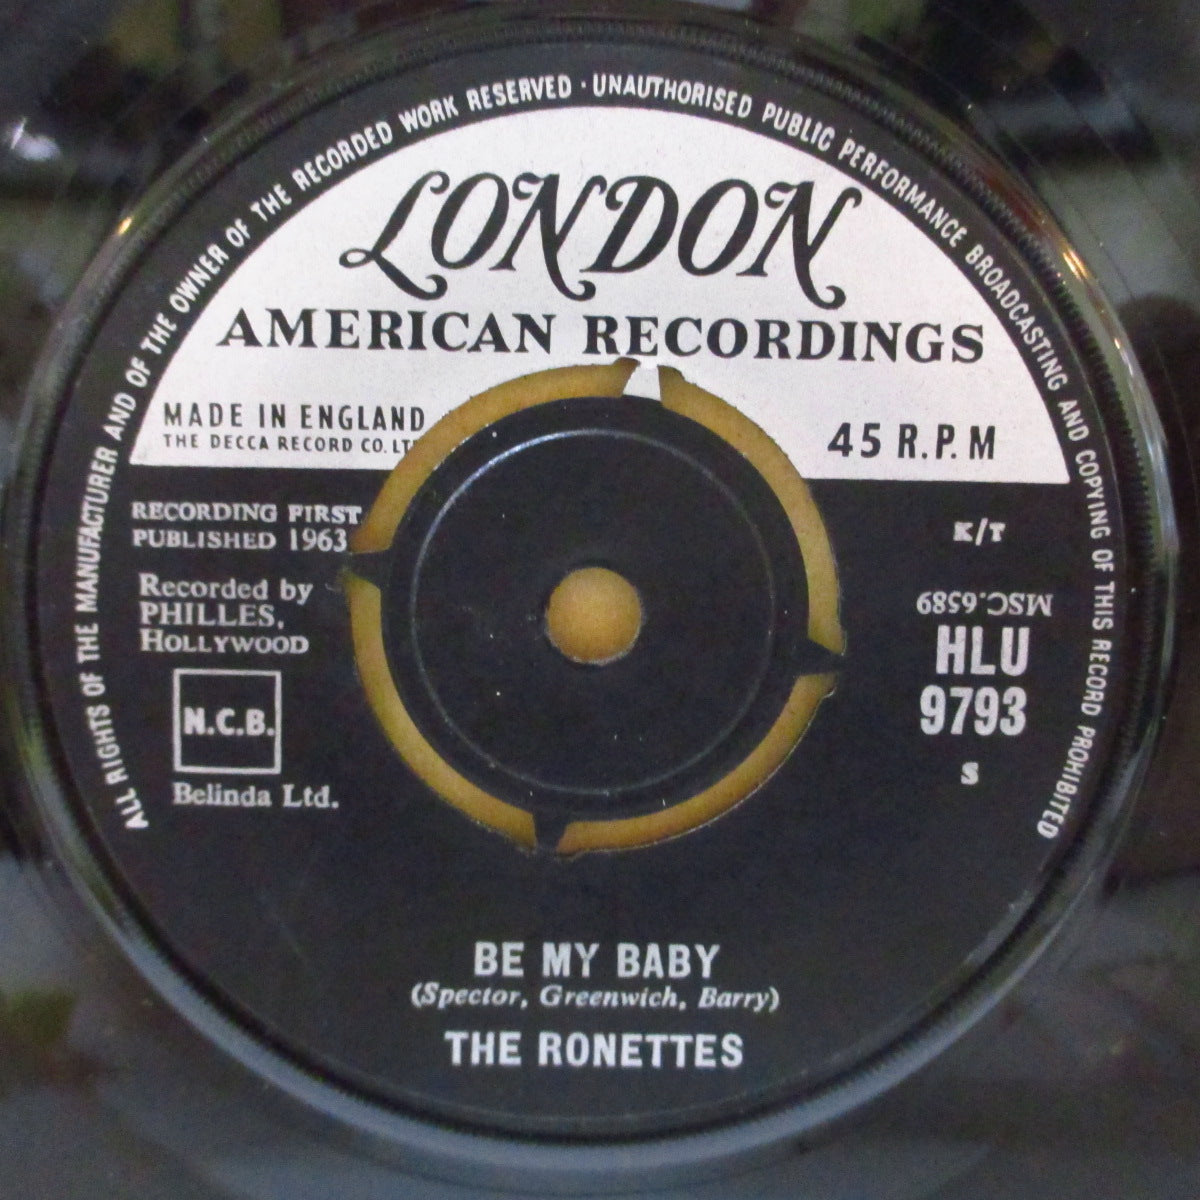 ALL RIGHTS OF THE MANUFACTURER AND OF THE OWNER OF THE RECORDED WORK RESERVED · UNAUTHORISED PUBLIC PERFORMANCE BROADCASTING AND COPYING OF THIS RECORD PROHIBITED
LONDON
AMERICAN RECORDINGS
MADE IN ENGLAND
THE DECCA RECORD CO. LT
45 R.P.M
RECORDING FIRST
PUBLISHED 1963
Recorded by
PHILLES,
HOLLYWOOD
N.C.B.
Belinda Ltd.
K/T
MSC.6589
HLU
9793
S
BE MY BABY
(Spector, Greenwich, Barry)
THE RONETTES